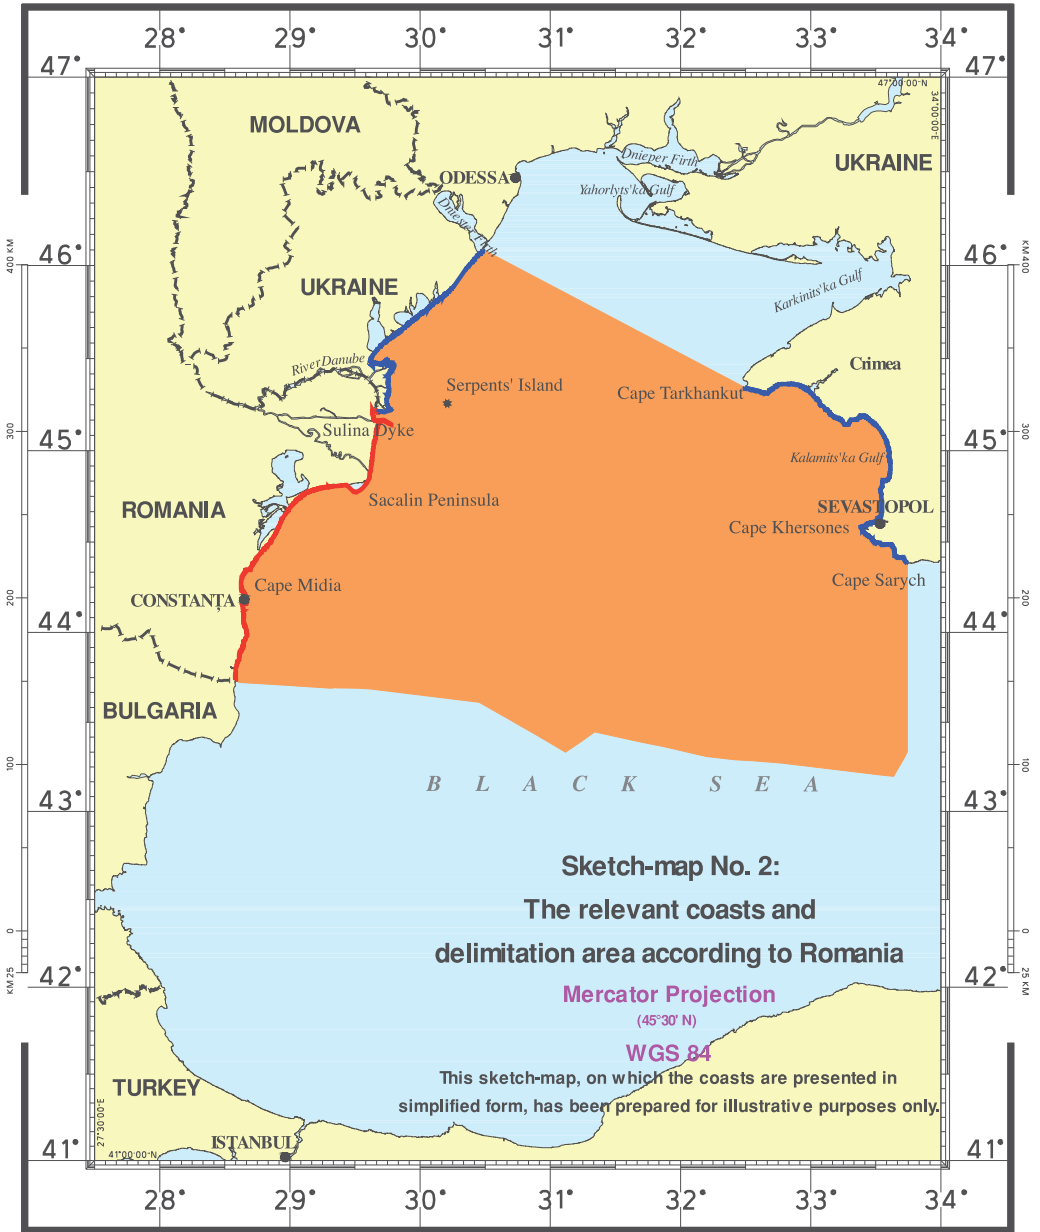 28° 29° 30° 31° 32° 33° 34°
47° 47°
47°00'00"N
34°00'00"E
MOLDOVA
UKRAINE
Dnieper Firth
ODESSA
Yahorlyts'ka Gulf
Dniester Firth
46° 46°
400 KM KM 400
UKRAINE
Karkinits'ka Gulf
River Danube
Crimea
Serpents' Island
Cape Tarkhankut
Sulina Dyke
300 300
45° 45°
Kalamits'ka Gulf
Sacalin Peninsula
SEVASTOPOL
ROMANIA
Cape Khersones
Cape Midia
Cape Sarych
CONSTANȚA
200 200
44° 44°
BULGARIA
100 100
BLACK SEA
43° 43°
Sketch-map No. 2:
The relevant coasts and
0 0
delimitation area according to Romania
42° 42°
KM 25 25 KM
Mercator Projection
(45°30' N)
WGS 84
This sketch-map, on which the coasts are presented in
TURKEY
simplified form, has been prepared for illustrative purposes only.
27°30'00"E
ISTANBUL
41°00'00"N
41° 41°
28° 29° 30° 31° 32° 33° 34°